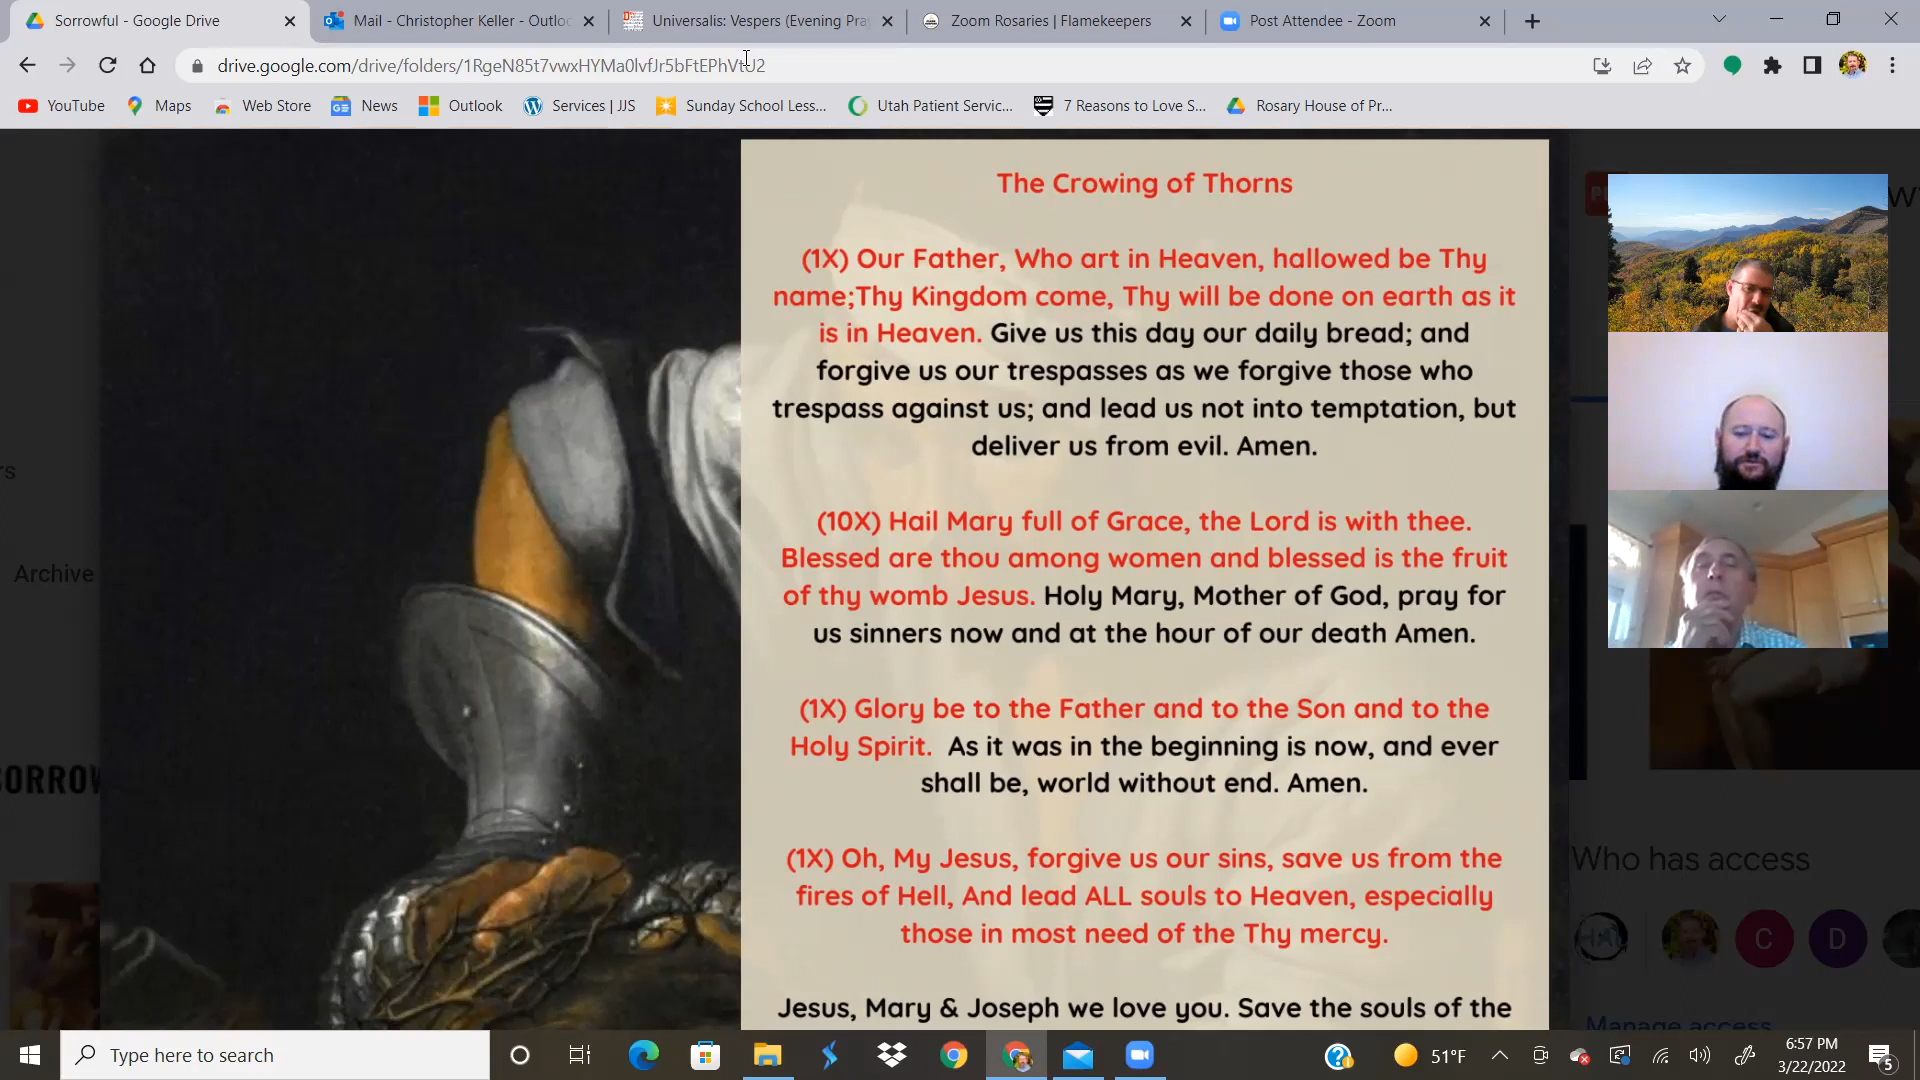 Sorrowful - Google Drive
Mail - Christopher Keller - Outlo
Universalis: Vespers (Evening Pra
Zoom Rosaries | Flamekeepers
Post Attendee - Zoom
drive.google.com/drive/folders/1RgeN85t7vwxHYMa0lvfJr5bFtEPhVtU2
YouTube
Maps
Web Store
News
Outlook
Services | JJS
Sunday School Less...
Utah Patient Servic...
7 Reasons to Love S...
Rosary House of Pr...
The Crowing of Thorns
(1X) Our Father, Who art in Heaven, hallowed be Thy
name;Thy Kingdom come, Thy will be done on earth as it
is in Heaven. Give us this day our daily bread; and
forgive us our trespasses as we forgive those who
trespass against us; and lead us not into temptation, but
deliver us from evil. Amen.
(10X) Hail Mary full of Grace, the Lord is with thee.
Blessed are thou among women and blessed is the fruit
of thy womb Jesus. Holy Mary, Mother of God, pray for
us sinners now and at the hour of our death Amen.
(1X) Glory be to the Father and to the Son and to the
Holy Spirit. As it was in the beginning is now, and ever
shall be, world without end. Amen.
(1X) Oh, My Jesus, forgive us our sins, save us from the
fires of Hell, And lead ALL souls to Heaven, especially
those in most need of the Thy mercy.
Jesus, Mary & Joseph we love you. Save the souls of the
rs
Archive
SORROW
Who has access
C
D
Manage access
Type here to search
51°F
6:57 PM
3/22/2022
5